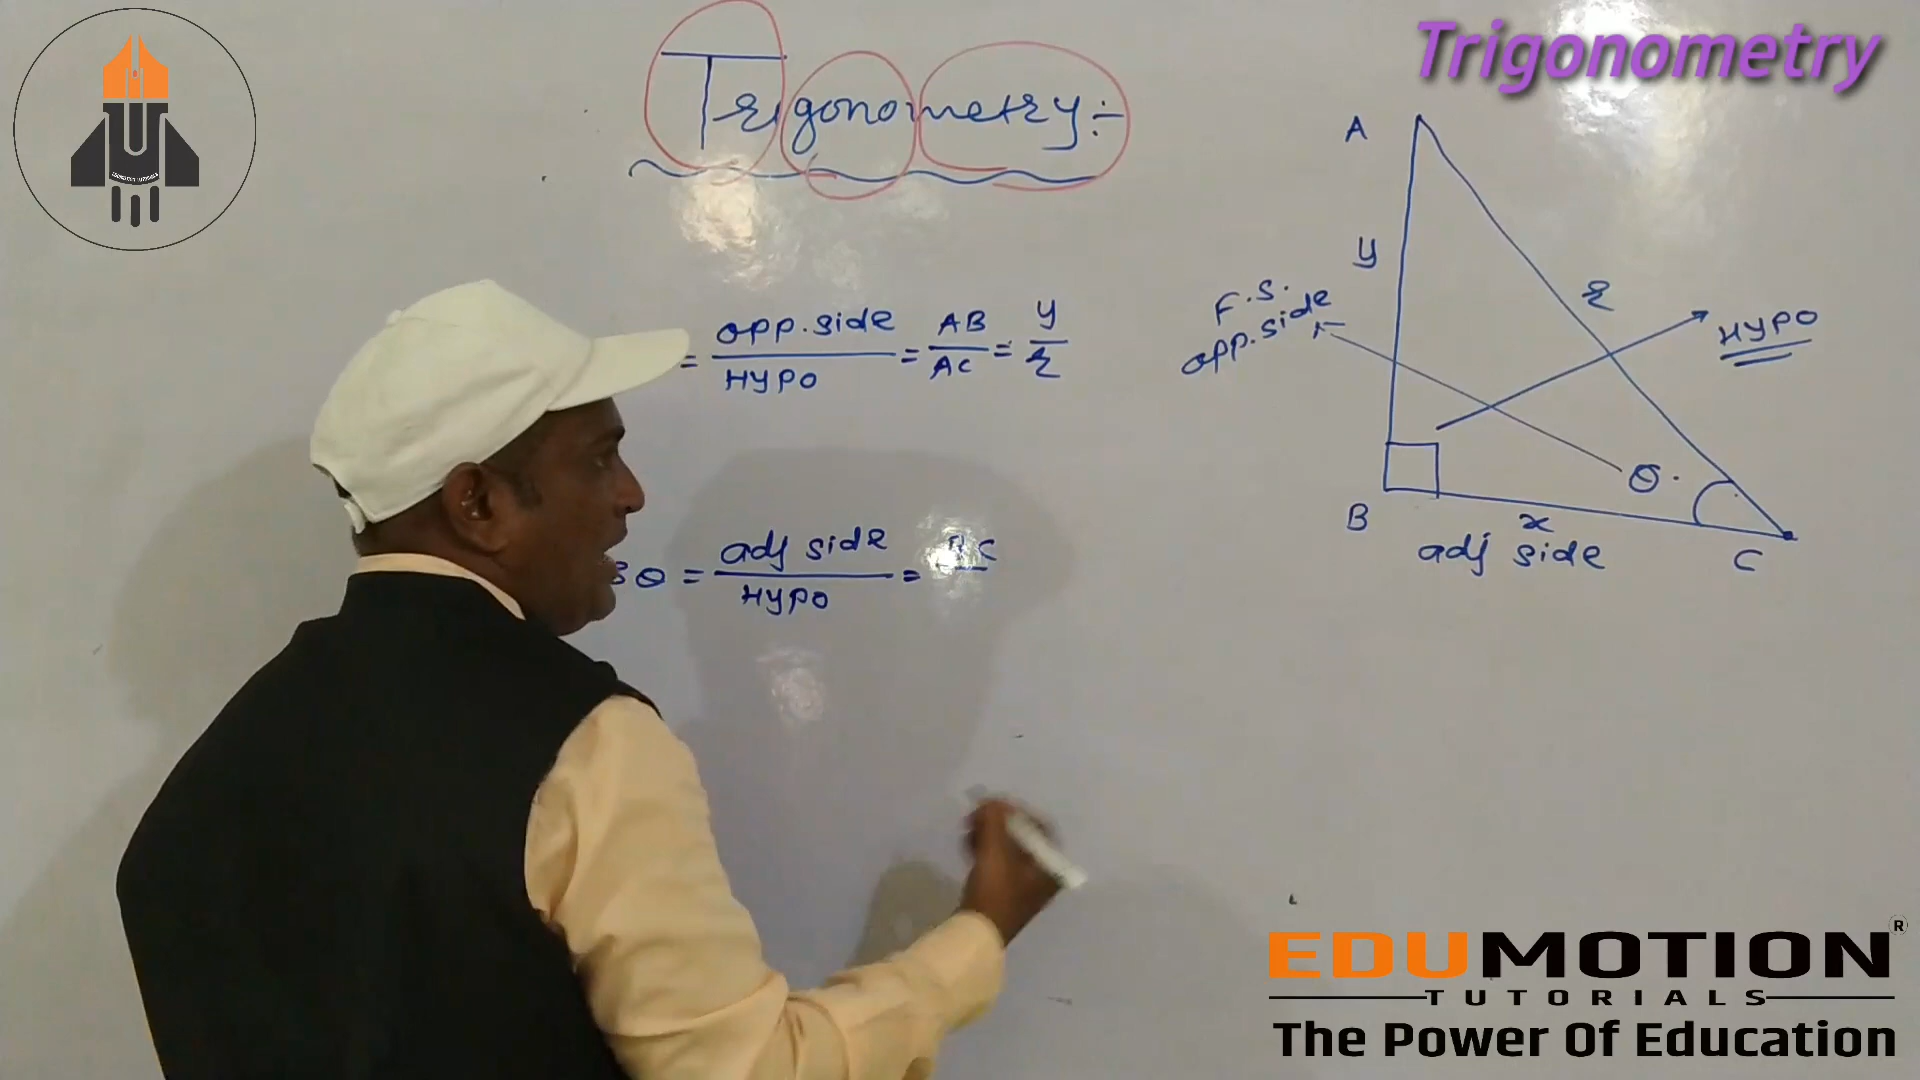 Trigonometry
Trigonometry :-
A
y
r
F.S.
opp. side
HYPO
= opp. side / HYPO = AB / AC = y / r
θ
B
x
adj side
C
θ = adj side / HYPO =
EDUMOTION®
TUTORIALS
The Power Of Education